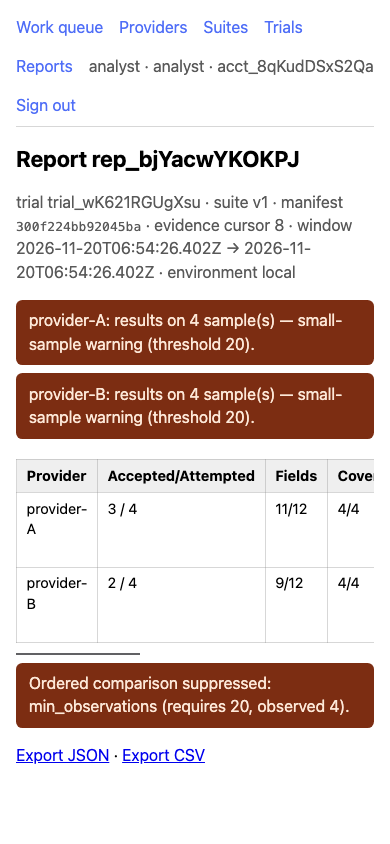 Work queue Providers Suites Trials
Reports analyst · analyst · acct_8qKudDSxS2Qa
Sign out
Report rep_bjYacwYKOKPJ
trial trial_wK621RGUgXsu · suite v1 · manifest
300f224bb92045ba · evidence cursor 8 · window
2026-11-20T06:54:26.402Z → 2026-11-
20T06:54:26.402Z · environment local
provider-A: results on 4 sample(s) — small-
sample warning (threshold 20).
provider-B: results on 4 sample(s) — small-
sample warning (threshold 20).
Provider Accepted/Attempted Fields
provider- 3 / 4 11/12 4/4
A
provider- 2 / 4 9/12 4/4
B
Ordered comparison suppressed:
min_observations (requires 20, observed 4).
Export JSON · Export CSV